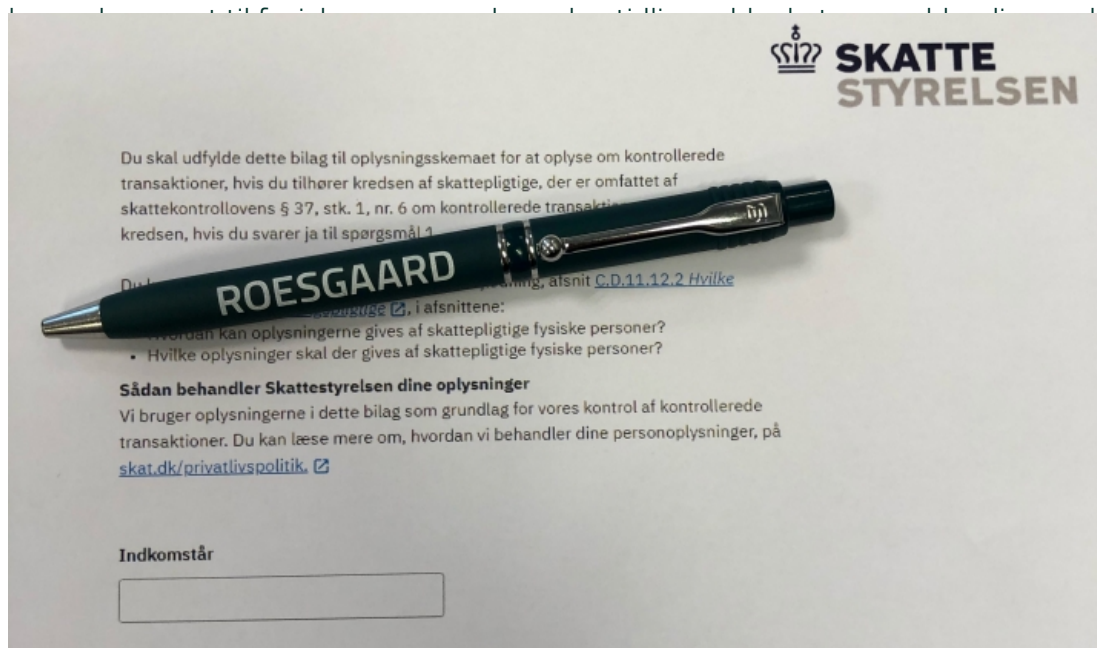 SKATTE
STYRELSEN
Du skal udfylde dette bilag til oplysningsskemaet for at oplyse om kontrollerede
transaktioner, hvis du tilhører kredsen af skattepligtige, der er omfattet af
skattekontrollovens § 37, stk. 1, nr. 6 om kontrollerede
kredsen, hvis du svarer ja til spørgsmål 1
ROESGAARD
Du
afsnit C.D.11.12.2 Hvilke
, i afsnittene:
kan oplysningerne gives af skattepligtige fysiske personer?
• Hvilke oplysninger skal der gives af skattepligtige fysiske personer?
Sådan behandler Skattestyrelsen dine oplysninger
Vi bruger oplysningerne i dette bilag som grundlag for vores kontrol af kontrollerede
transaktioner. Du kan læse mere om, hvordan vi behandler dine personoplysninger, på
skat.dk/privatlivspolitik.
Indkomstår